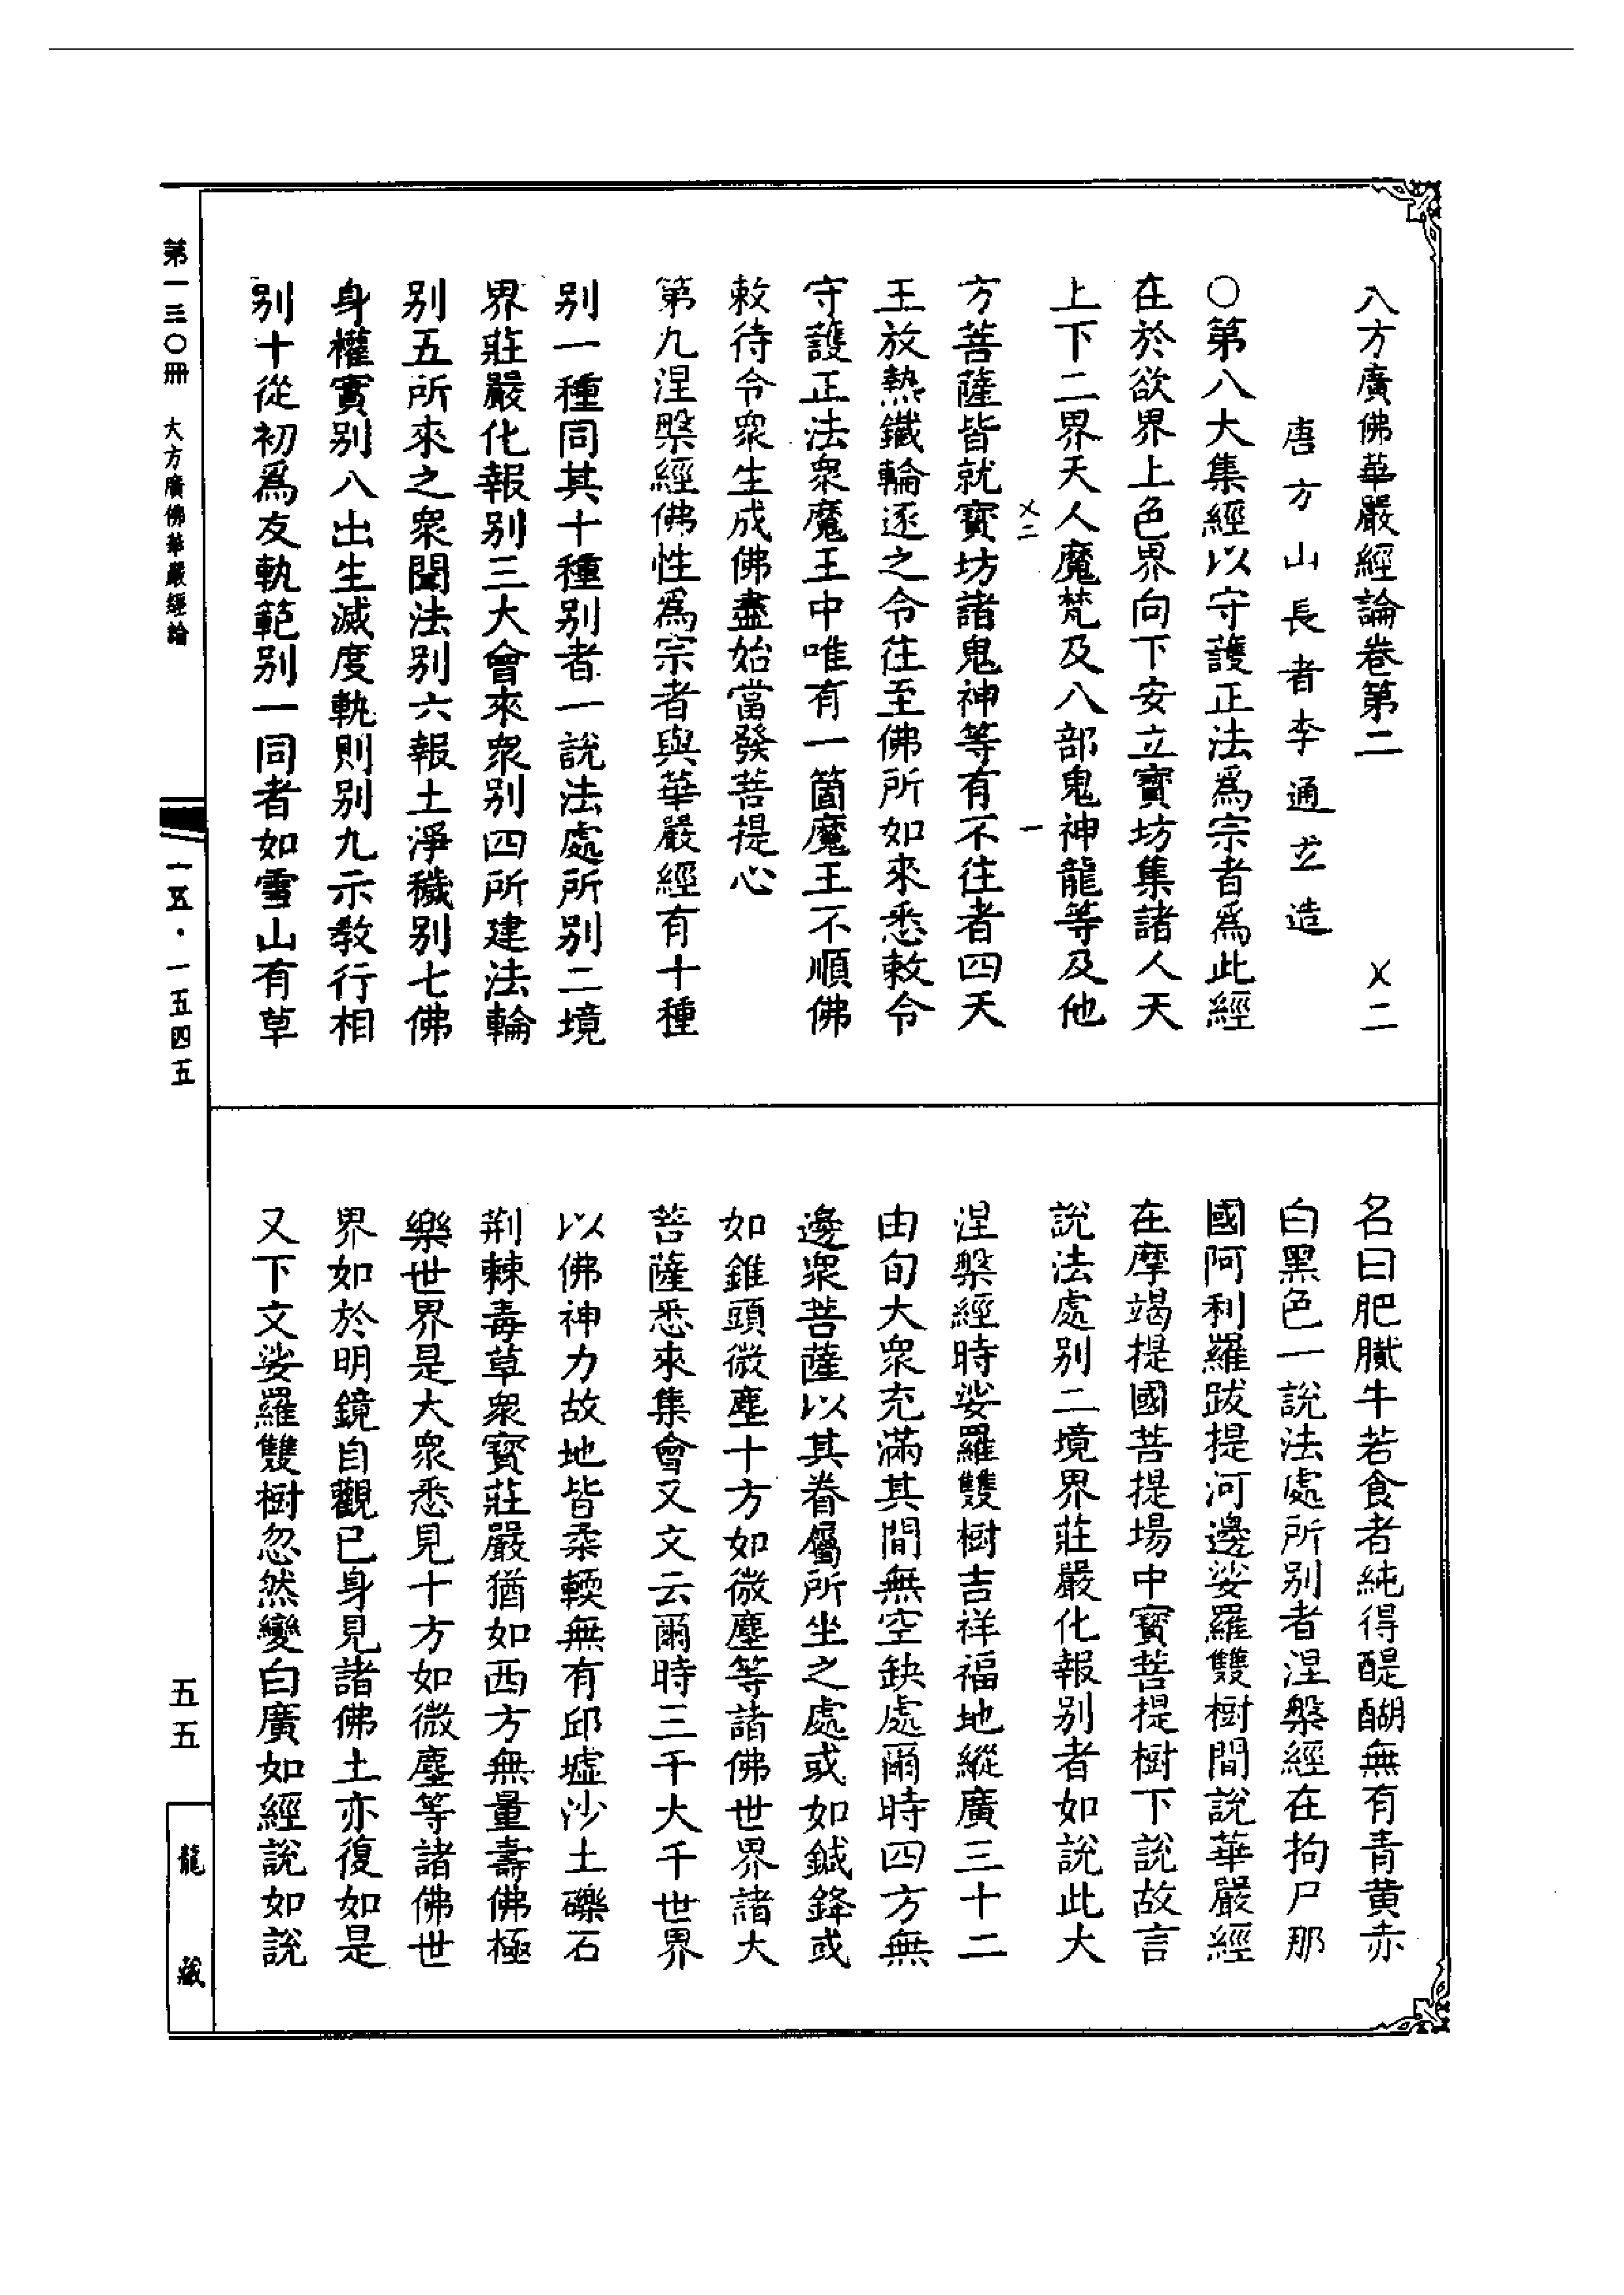 八方廣佛華嚴經論卷第二　㐅二
唐方山長者李通玄造
○第八大集經以守護正法爲宗者爲此經
在於欲界上色界向下安立寶坊集諸人天
上下二界天人魔梵及八部鬼神龍等及他
㐅二　一
方菩薩皆就寶坊諸鬼神等有不往者四天
王放熱鐵輪逐之令往至佛所如來悉敕令
守護正法衆魔王中唯有一箇魔王不順佛
敕待令衆生成佛盡始當發菩提心
第九涅槃經佛性爲宗者與華嚴經有十種
別一種同其十種別者一說法處所別二境
界莊嚴化報別三大會來衆別四所建法輪
別五所來之衆聞法別六報土淨穢別七佛
身權實別八出生滅度軌則別九示教行相
別十從初爲友軌範別一同者如雪山有草
名曰肥膩牛若食者純得醍醐無有青黃赤
白黑色一說法處所別者涅槃經在拘尸那
國阿利羅跋提河邊娑羅雙樹間說華嚴經
在摩竭提國菩提場中寶菩提樹下說故言
說法處別二境界莊嚴化報別者如說此大
涅槃經時娑羅雙樹吉祥福地縱廣三十二
由旬大衆充滿其間無空缺處爾時四方無
邊衆菩薩以其眷屬所坐之處或如鋮鋒或
如錐頭微塵十方如微塵等諸佛世界諸大
菩薩悉來集會又文云爾時三千大千世界
以佛神力故地皆柔輭無有邱墟沙土礫石
荆棘毒草衆寶莊嚴猶如西方無量壽佛極
樂世界是大衆悉見十方如微塵等諸佛世
界如於明鏡自觀已身見諸佛土亦復如是
又下文娑羅雙樹忽然變白廣如經說如說
第一三〇冊　大方廣佛華嚴經論　一五・一五四五
五五
龍藏